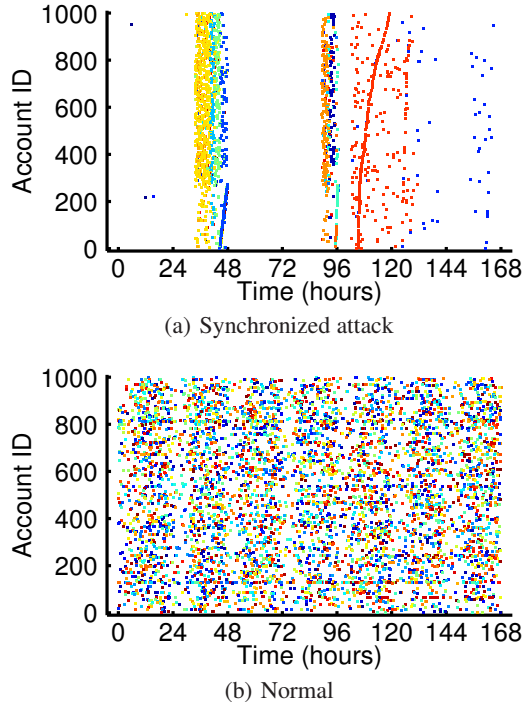 1000
800
600
400
200
0
Account ID
0 24 48 72 96 120 144 168
Time (hours)
(a) Synchronized attack
1000
800
600
400
200
0
Account ID
0 24 48 72 96 120 144 168
Time (hours)
(b) Normal